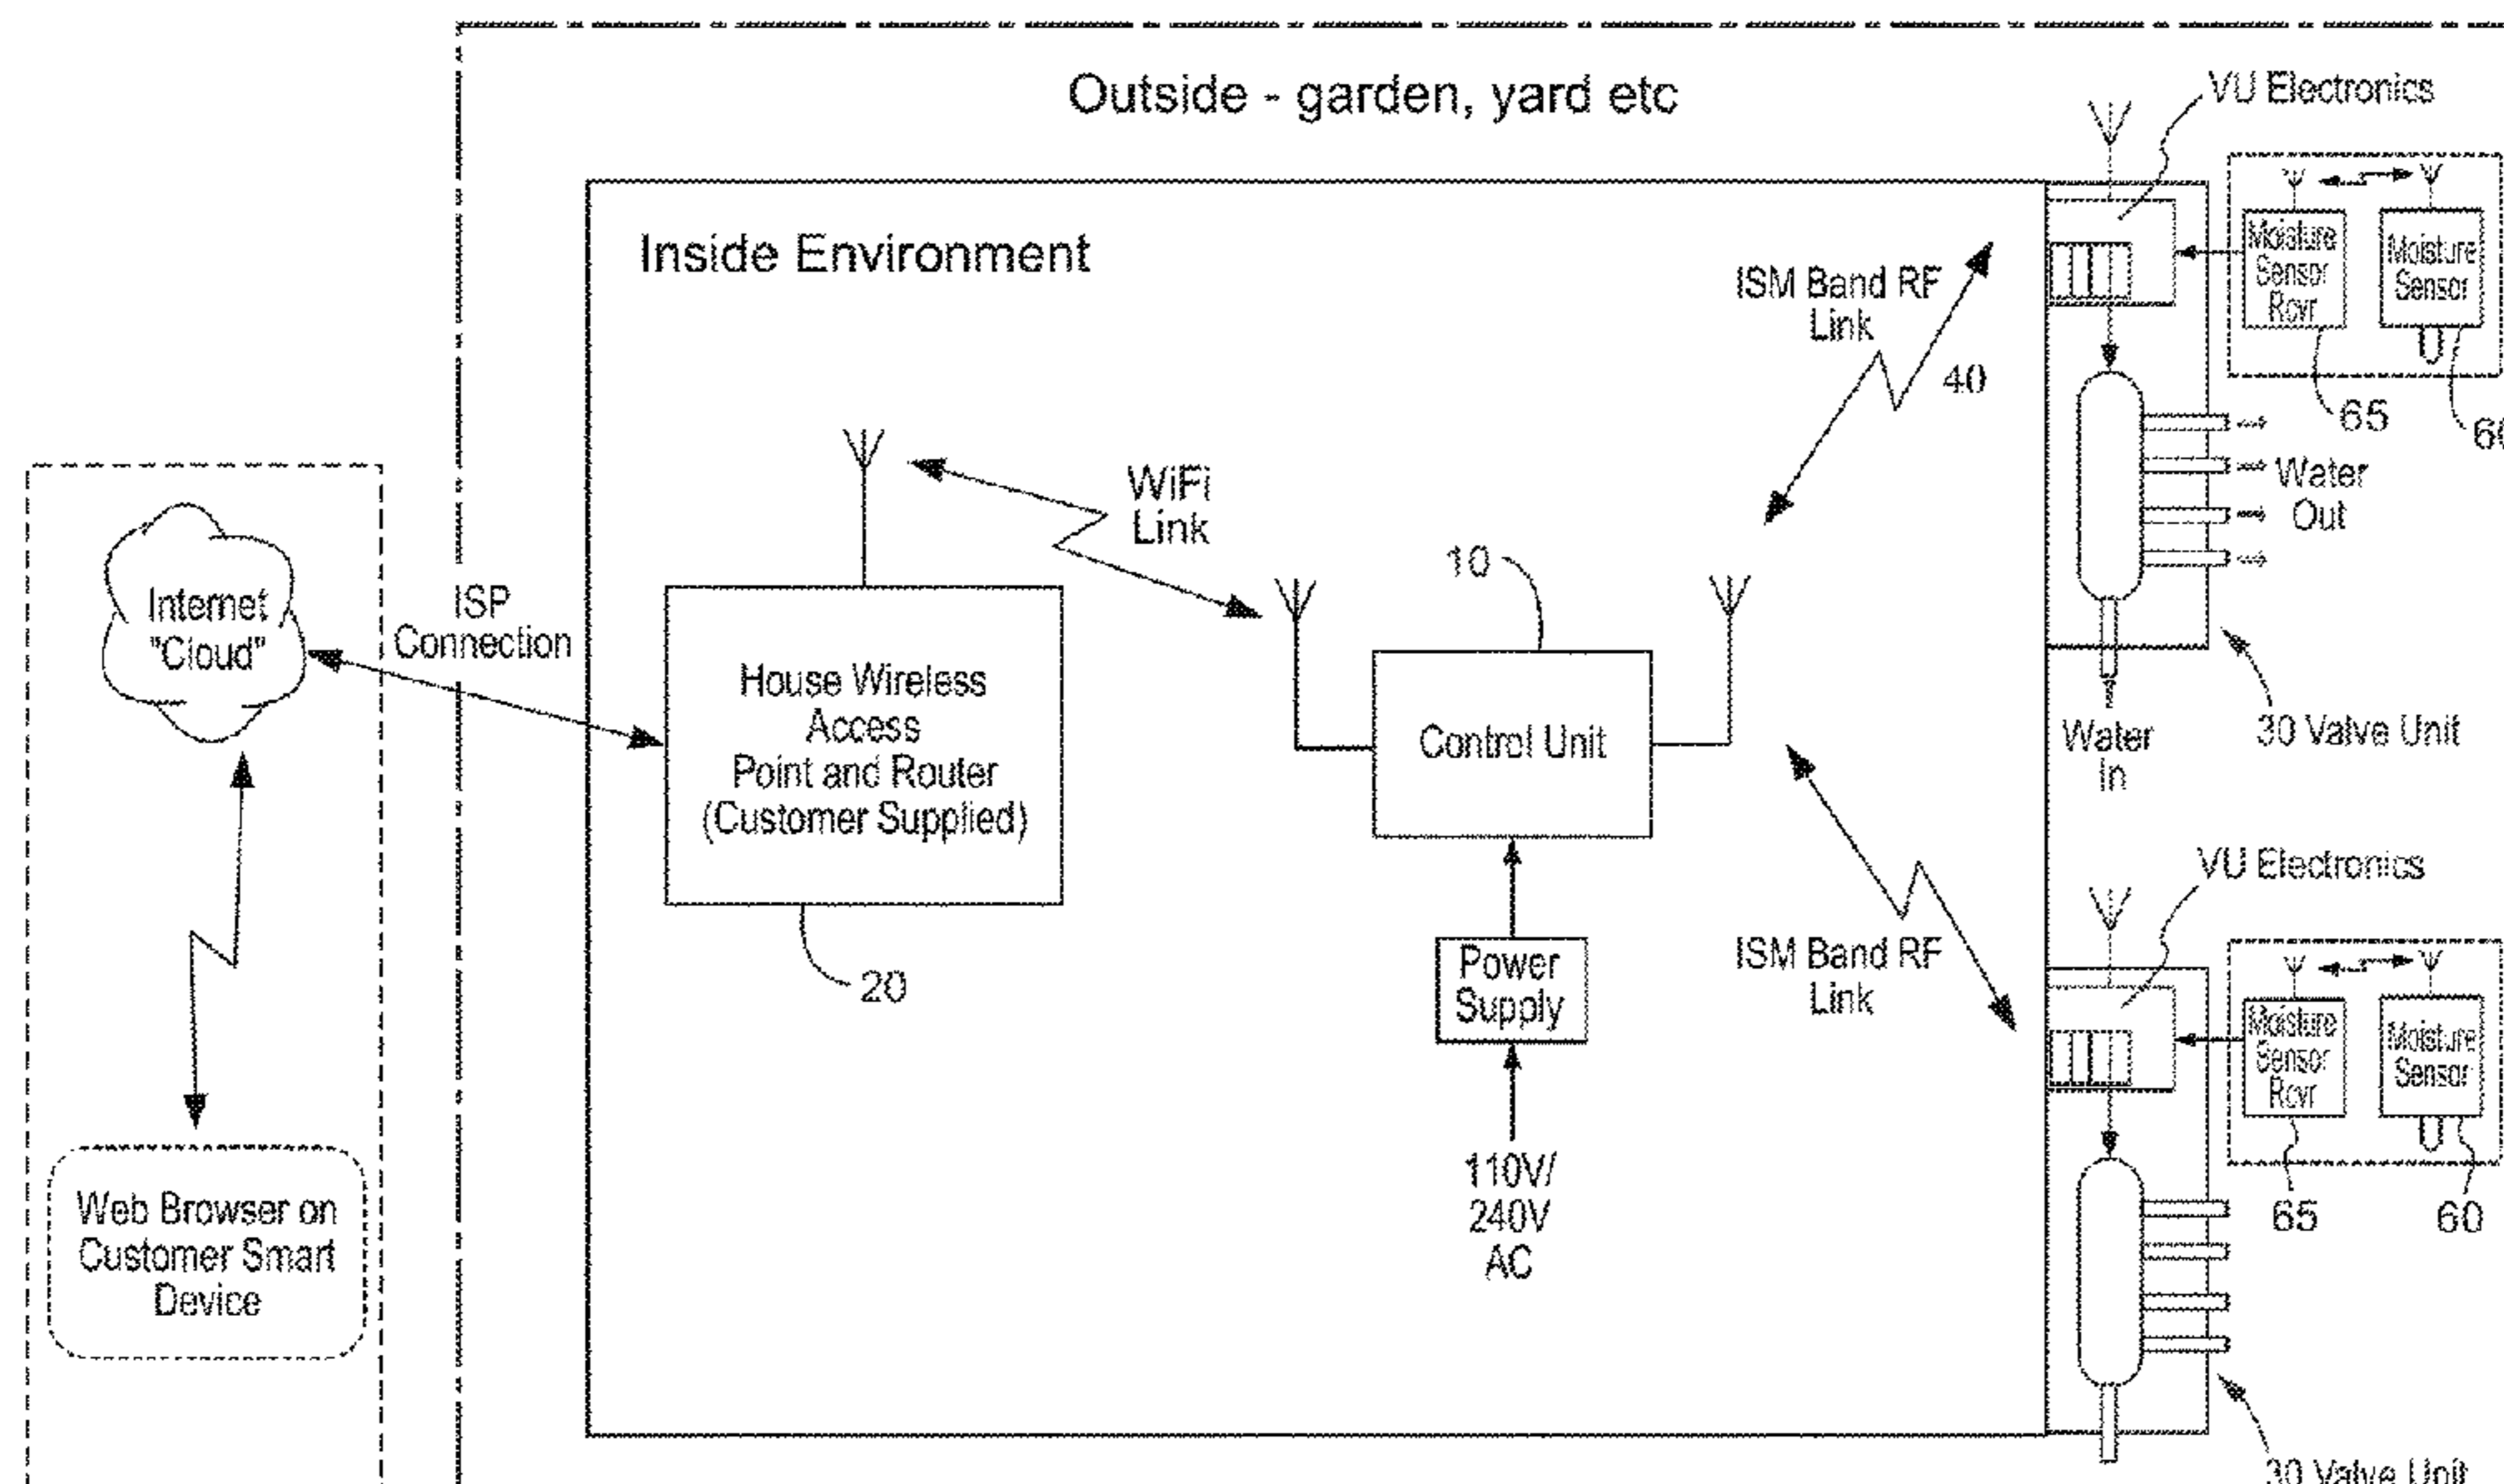 Outside - garden, yard etc
VU Electronics
Inside Environment
ISM Band RF
Link
40
Moisture
Sensor
Rcvr
Moisture
Sensor
65
Water
Out
WiFi
Link
10
Internet
"Cloud"
ISP
Connection
House Wireless
Access
Point and Router
(Customer Supplied)
20
Control Unit
Water
In
30 Valve Unit
Power
Supply
110V/
240V
AC
ISM Band RF
Link
VU Electronics
Moisture
Sensor
Rcvr
Moisture
Sensor
65
60
Web Browser on
Customer Smart
Device
30 Valve Unit